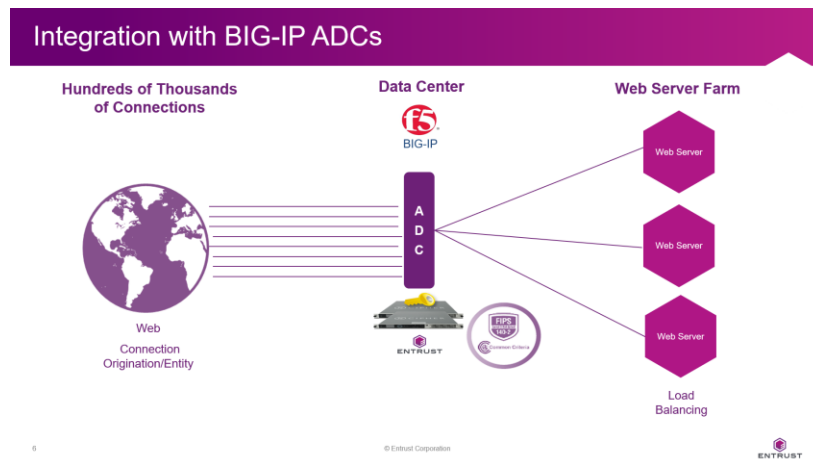 Integration with BIG-IP ADCs
Hundreds of Thousands
of Connections
Data Center
Web Server Farm
f5
BIG-IP
A
D
C
Web Server
Web Server
Web Server
Web
Connection
Origination/Entity
ENTRUST
FIPS
140-2
Common Criteria
Load
Balancing
6
© Entrust Corporation
ENTRUST